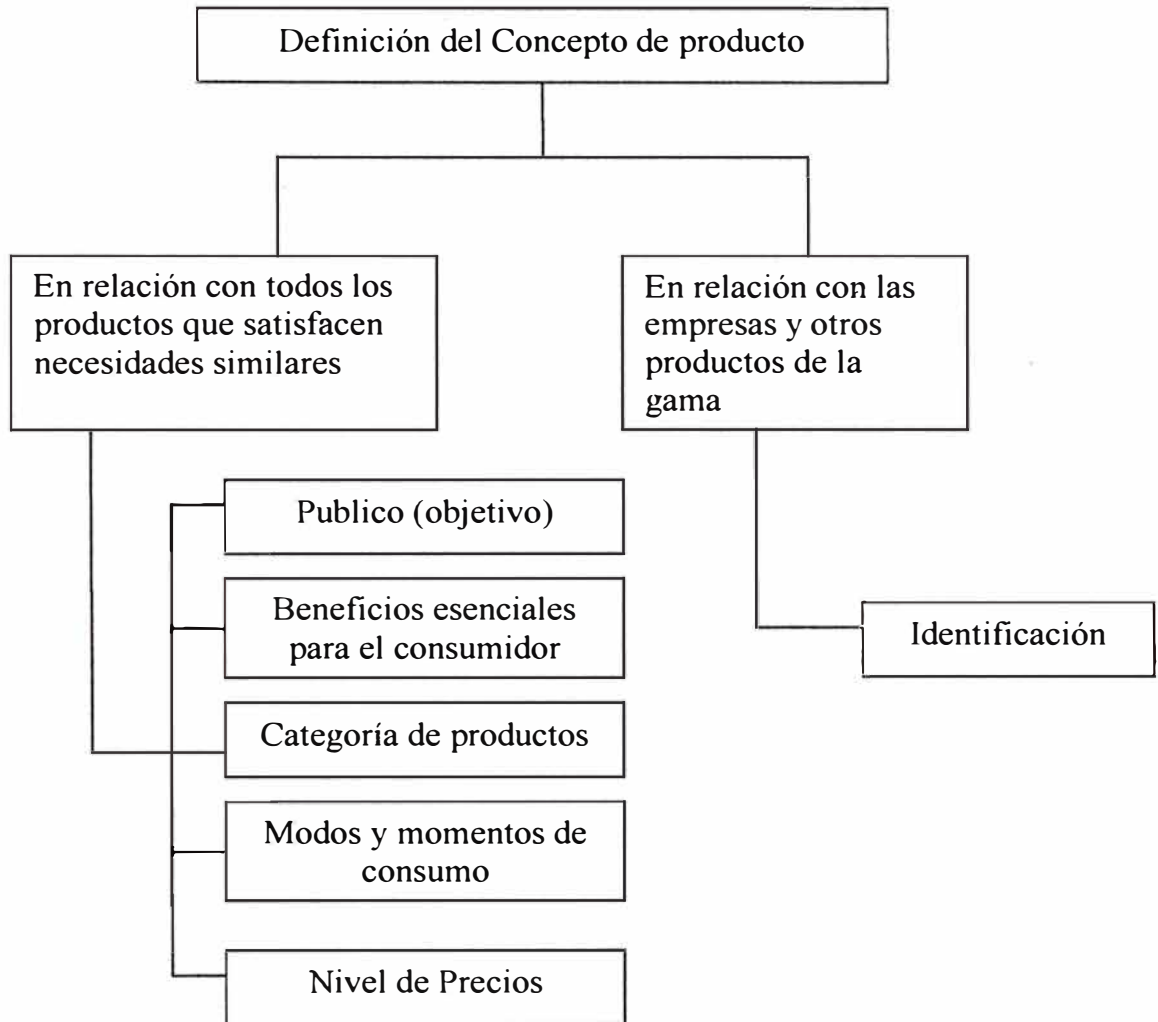 Definición del Concepto de producto
En relación con todos los
productos que satisfacen
necesidades similares
En relación con las
empresas y otros
productos de la
gama
Publico (objetivo)
Beneficios esenciales
para el consumidor
Categoría de productos
Modos y momentos de
consumo
Nivel de Precios
Identificación